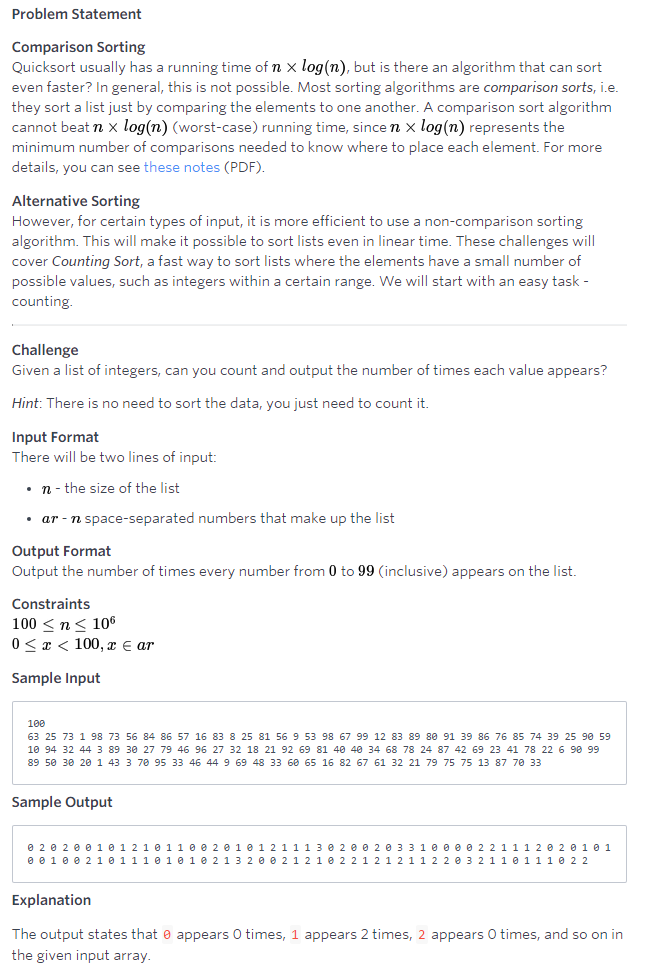 Problem Statement
Comparison Sorting
Quicksort usually has a running time of n × log(n), but is there an algorithm that can sort
even faster? In general, this is not possible. Most sorting algorithms are comparison sorts, i.e.
they sort a list just by comparing the elements to one another. A comparison sort algorithm
cannot beat n × log(n) (worst-case) running time, since n × log(n) represents the
minimum number of comparisons needed to know where to place each element. For more
details, you can see these notes (PDF).
Alternative Sorting
However, for certain types of input, it is more efficient to use a non-comparison sorting
algorithm. This will make it possible to sort lists even in linear time. These challenges will
cover Counting Sort, a fast way to sort lists where the elements have a small number of
possible values, such as integers within a certain range. We will start with an easy task -
counting.
Challenge
Given a list of integers, can you count and output the number of times each value appears?
Hint: There is no need to sort the data, you just need to count it.
Input Format
There will be two lines of input:
• n - the size of the list
• ar - n space-separated numbers that make up the list
Output Format
Output the number of times every number from 0 to 99 (inclusive) appears on the list.
Constraints
100 ≤ n ≤ 10⁶
0 ≤ x < 100, x ∈ ar
Sample Input
100
63 25 73 1 98 73 56 84 86 57 16 83 8 25 81 56 9 53 98 67 99 12 83 89 80 91 39 86 76 85 74 39 25 90 59
10 94 32 44 3 89 30 27 79 46 96 27 32 18 21 92 69 81 40 40 34 68 78 24 87 42 69 23 41 78 22 6 90 99
89 50 30 20 1 43 3 70 95 33 46 44 9 69 48 33 60 65 16 82 67 61 32 21 79 75 75 13 87 70 33
Sample Output
0 2 0 2 0 0 1 0 1 2 1 0 1 1 0 0 2 0 1 0 1 2 1 1 1 3 0 2 0 0 2 0 3 3 1 0 0 0 0 2 2 1 1 1 2 0 2 0 1 0 1
0 0 1 0 0 2 1 0 1 1 1 0 1 0 1 0 2 1 3 2 0 0 2 1 2 1 0 2 2 1 2 1 2 1 1 2 2 0 3 2 1 1 0 1 1 1 0 2 2
Explanation
The output states that 0 appears 0 times, 1 appears 2 times, 2 appears 0 times, and so on in
the given input array.